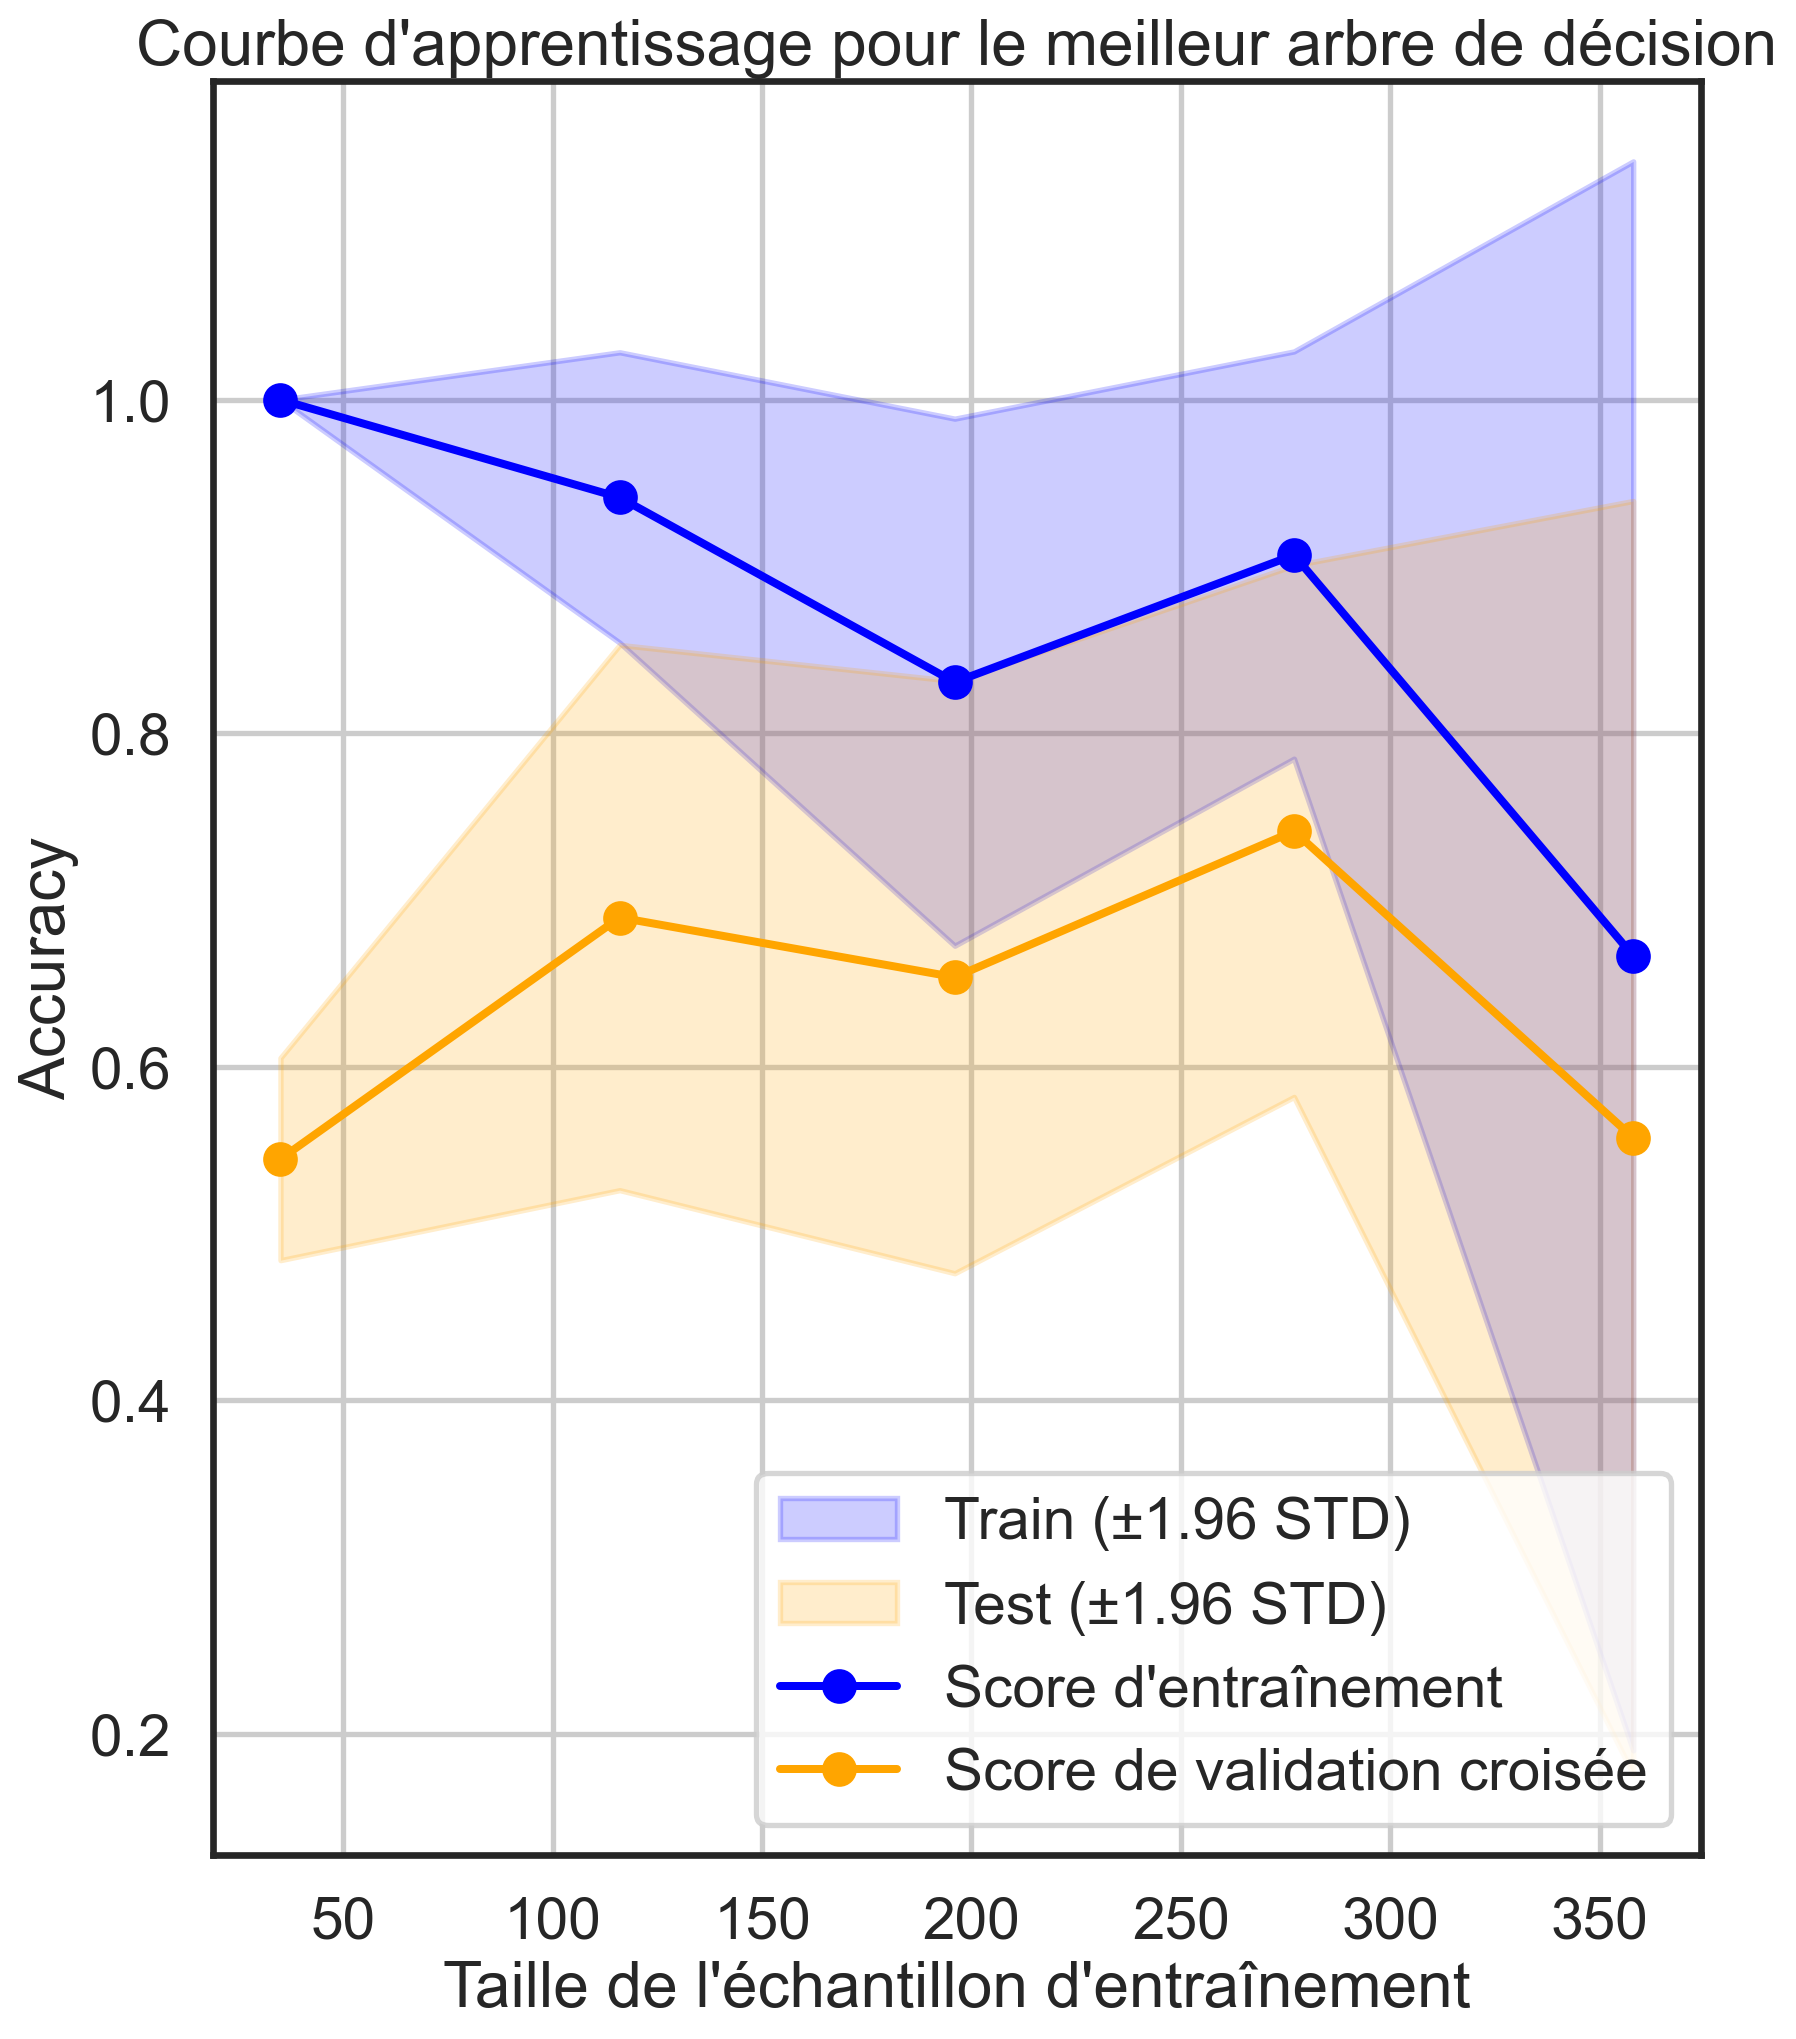 Courbe d'apprentissage pour le meilleur arbre de décision
Accuracy
1.0
0.8
0.6
0.4
0.2
Train (±1.96 STD)
Test (±1.96 STD)
Score d'entraînement
Score de validation croisée
50 100 150 200 250 300 350
Taille de l'échantillon d'entraînement